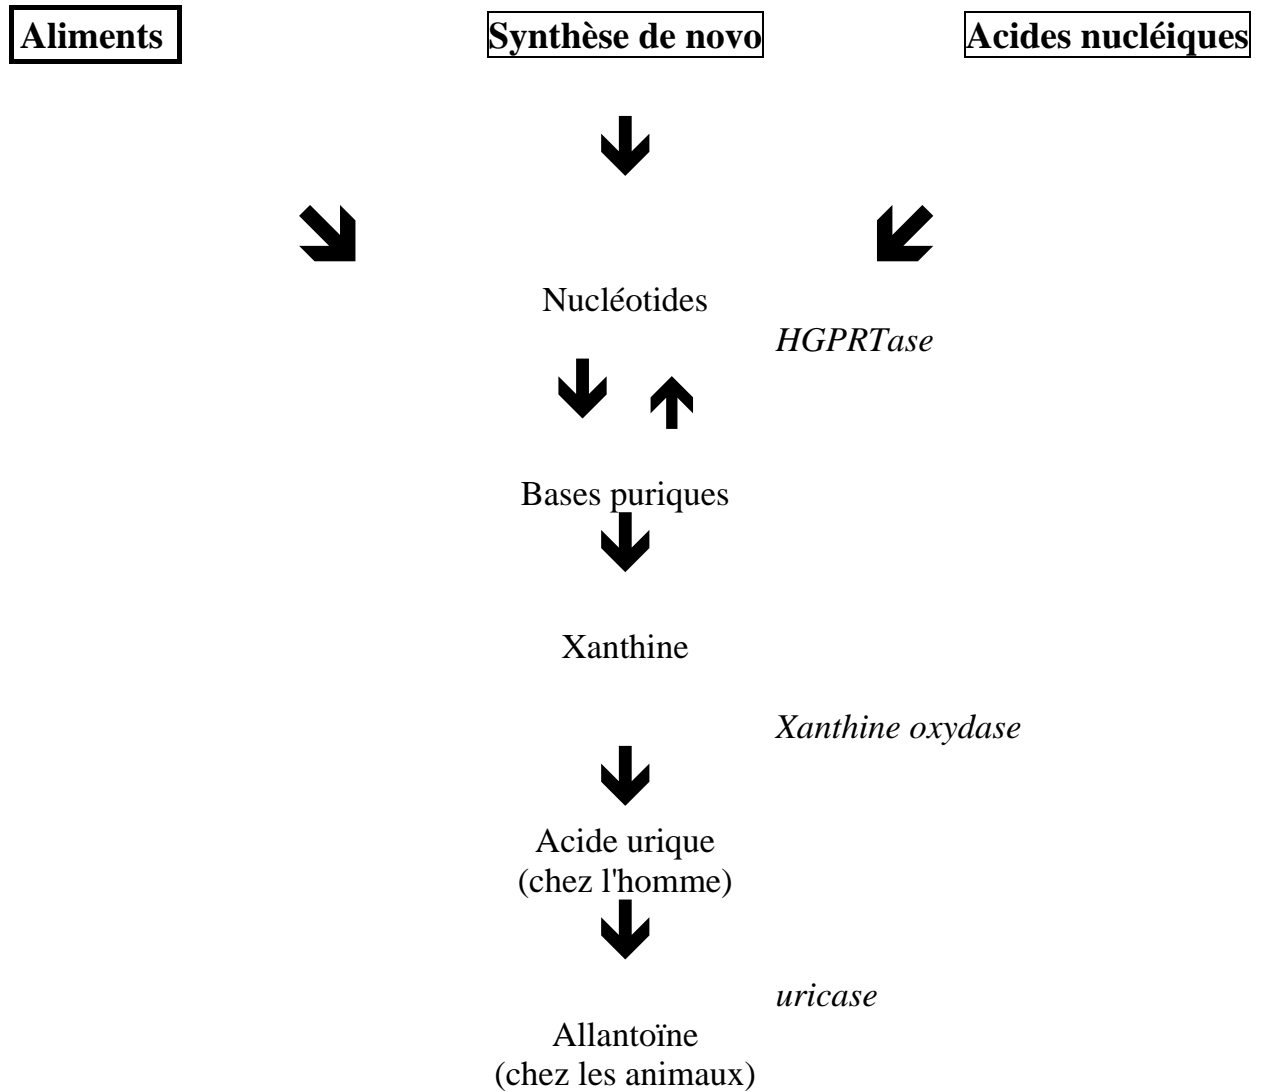 Aliments
Synthèse de novo
Acides nucléiques
Nucléotides
HGPRTase
Bases puriques
Xanthine
Xanthine oxydase
Acide urique
(chez l'homme)
uricase
Allantoïne
(chez les animaux)